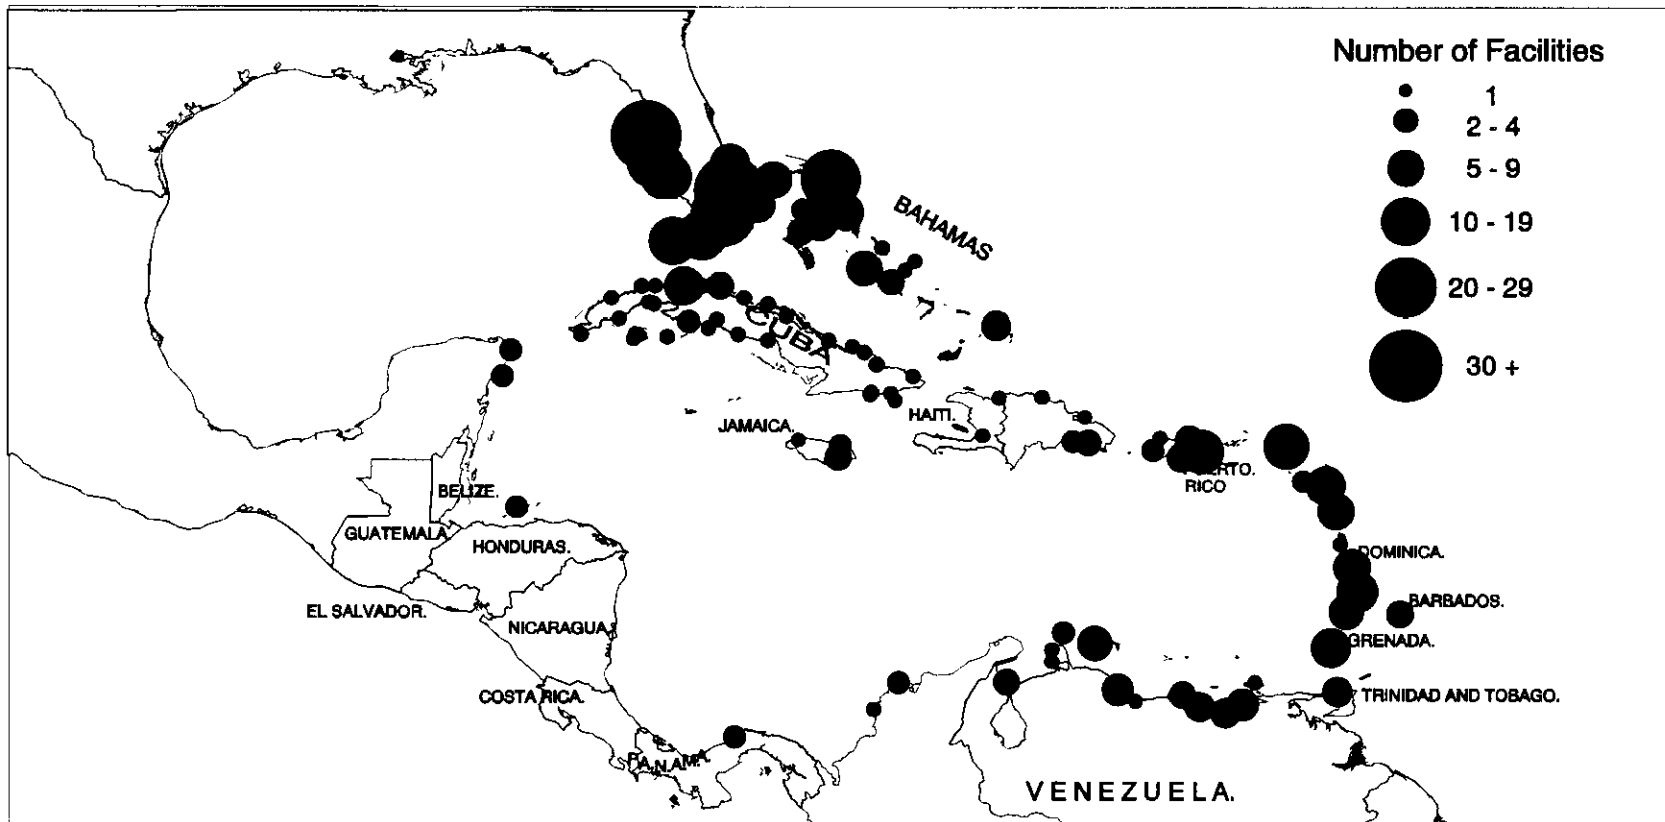 Number of Facilities
1
2 - 4
5 - 9
10 - 19
20 - 29
30 +
BAHAMAS
CUBA
JAMAICA.
HAITI.
RICO
BELIZE.
GUATEMALA
HONDURAS.
DOMINICA.
EL SALVADOR.
NICARAGUA.
BARBADOS.
GRENADA.
COSTA RICA.
TRINIDAD AND TOBAGO.
P.A.N.A.M.A.
VENEZUELA.